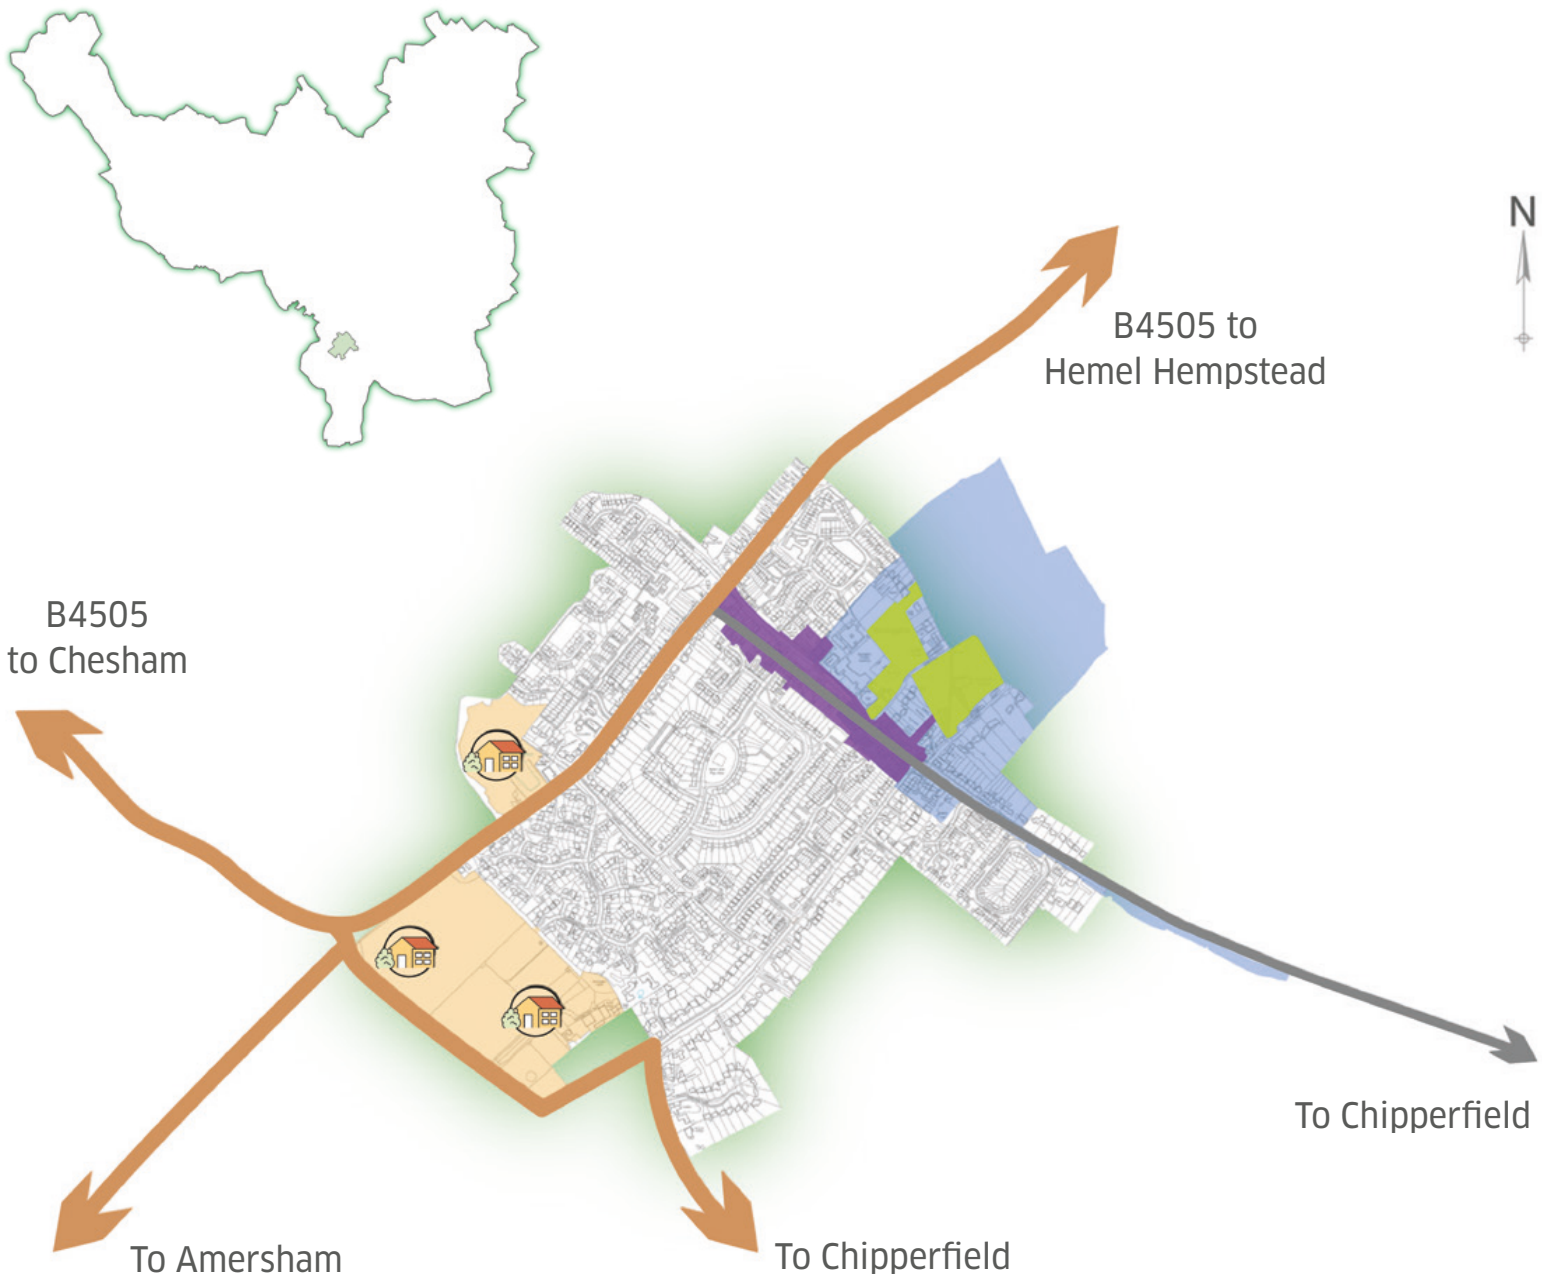 N
B4505 to
Hemel Hempstead
B4505
to Chesham
To Chipperfield
To Amersham
To Chipperfield